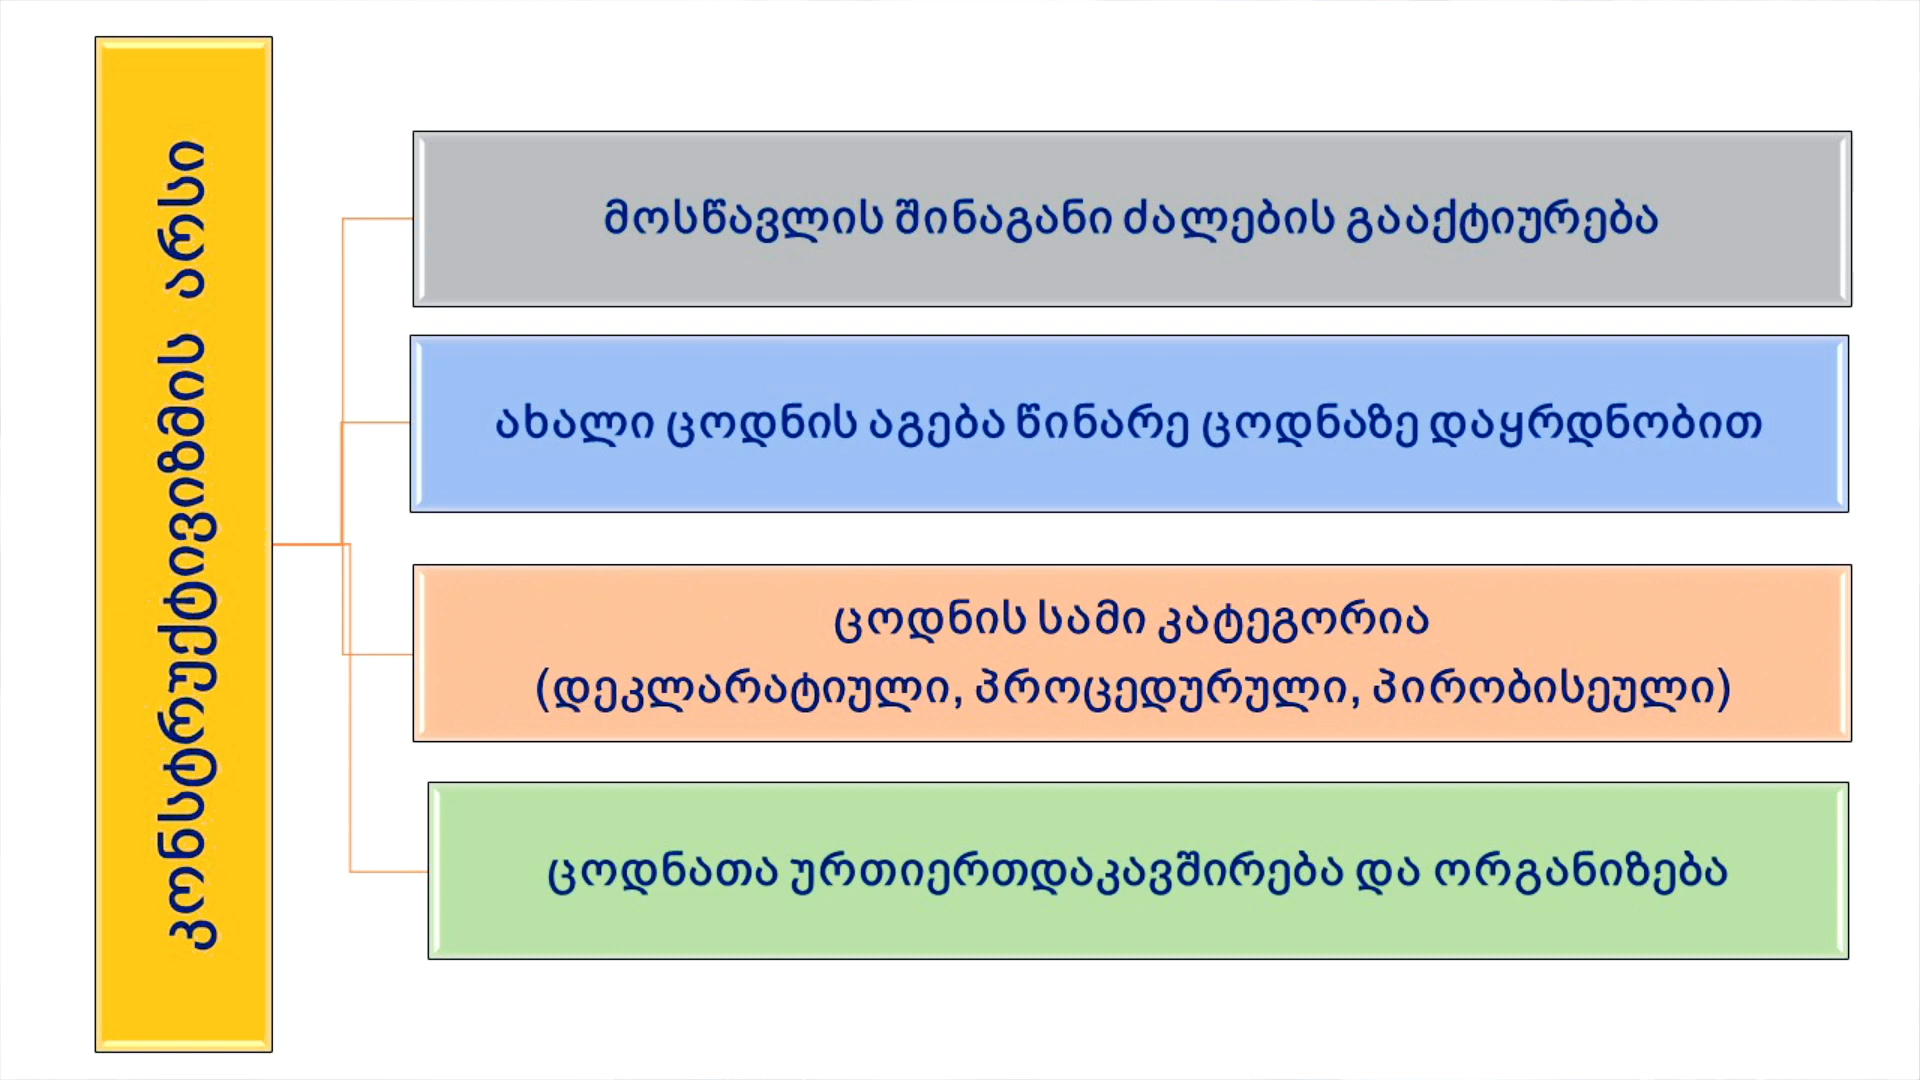 კონსტრუქტივიზმის არსი
მოსწავლის შინაგანი ძალების გააქტიურება
ახალი ცოდნის აგება წინარე ცოდნაზე დაყრდნობით
ცოდნის სამი კატეგორია
(დეკლარატიული, პროცედურული, პირობისეული)
ცოდნათა ურთიერთდაკავშირება და ორგანიზება